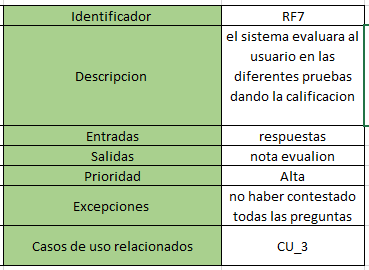 Identificador RF7
Descripcion el sistema evaluara al
usuario en las
diferentes pruebas
dando la calificacion
Entradas respuestas
Salidas nota evualion
Prioridad Alta
Excepciones no haber contestado
todas las preguntas
Casos de uso relacionados CU_3